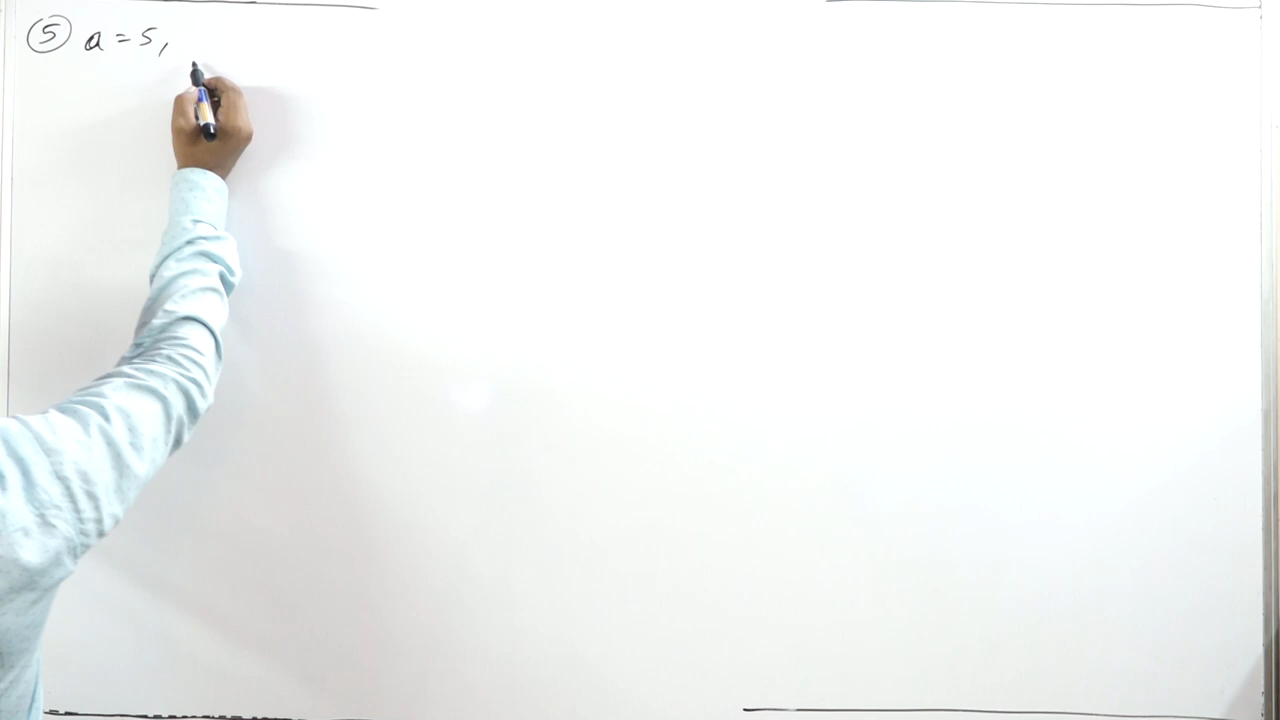 ⑤ a = 5,